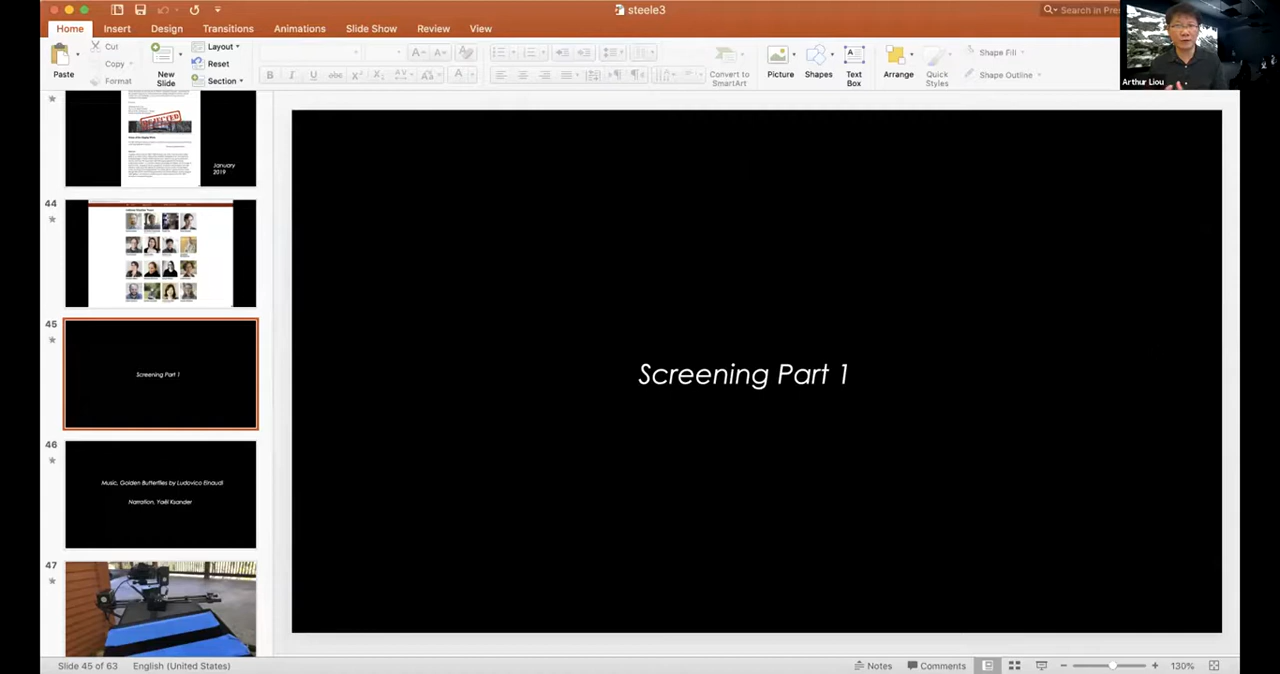 steele3
Search in Pres
Home Insert Design Transitions Animations Slide Show Review View
Cut
Copy
Format
Paste
New
Slide
Layout
Reset
Section
Convert to
SmartArt
Picture
Shapes
Text
Box
Arrange
Quick
Styles
Shape Fill
Shape Outline
Arthur Liou
January
2019
44
45
Screening Part 1
46
Music, Golden Butterflies by Ludovico Einaudi
Narration, Yaël Ksander
47
Screening Part 1
Slide 45 of 63 English (United States) Notes Comments 130%